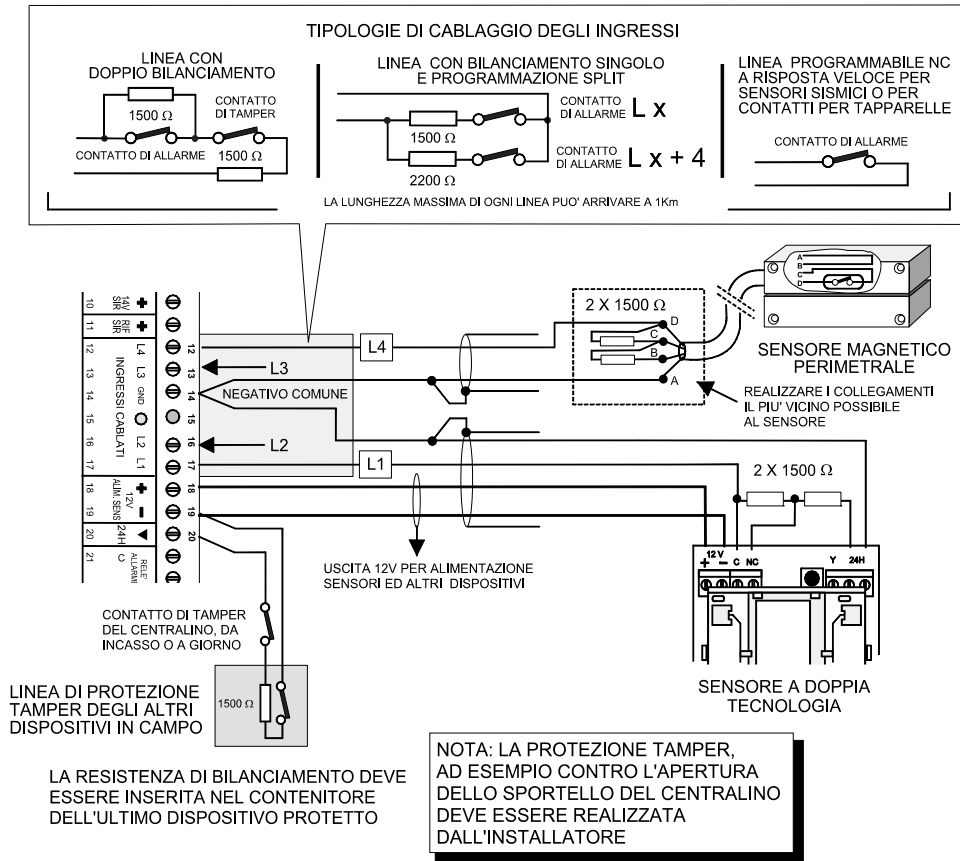 TIPOLOGIE DI CABLAGGIO DEGLI INGRESSI
LINEA CON
DOPPIO BILANCIAMENTO
1500 Ω
CONTATTO
DI TAMPER
CONTATTO DI ALLARME
1500 Ω
LINEA CON BILANCIAMENTO SINGOLO
E PROGRAMMAZIONE SPLIT
CONTATTO
DI ALLARME L x
1500 Ω
CONTATTO
DI ALLARME L x + 4
2200 Ω
LINEA PROGRAMMABILE NC
A RISPOSTA VELOCE PER
SENSORI SISMICI O PER
CONTATTI PER TAPPARELLE
CONTATTO DI ALLARME
LA LUNGHEZZA MASSIMA DI OGNI LINEA PUO' ARRIVARE A 1Km
10 14V SIR +
11 RIF SIR +
12 L4
13 L3
14 GND
15
16 L2
17 L1
INGRESSI CABLATI
18 +
19 −
12V
ALIM. SENS
20 24H
21 C
RELE'
ALLARME
12
13
14
15
16
17
18
19
20
L4
L3
NEGATIVO COMUNE
L2
L1
2 X 1500 Ω
D
C
B
A
A
B
C
D
SENSORE MAGNETICO
PERIMETRALE
REALIZZARE I COLLEGAMENTI
IL PIU' VICINO POSSIBILE
AL SENSORE
2 X 1500 Ω
+ 12 V − C NC Y 24H
SENSORE A DOPPIA
TECNOLOGIA
USCITA 12V PER ALIMENTAZIONE
SENSORI ED ALTRI DISPOSITIVI
CONTATTO DI TAMPER
DEL CENTRALINO, DA
INCASSO O A GIORNO
LINEA DI PROTEZIONE
TAMPER DEGLI ALTRI
DISPOSITIVI IN CAMPO
1500 Ω
LA RESISTENZA DI BILANCIAMENTO DEVE
ESSERE INSERITA NEL CONTENITORE
DELL'ULTIMO DISPOSITIVO PROTETTO
NOTA: LA PROTEZIONE TAMPER,
AD ESEMPIO CONTRO L'APERTURA
DELLO SPORTELLO DEL CENTRALINO
DEVE ESSERE REALIZZATA
DALL'INSTALLATORE